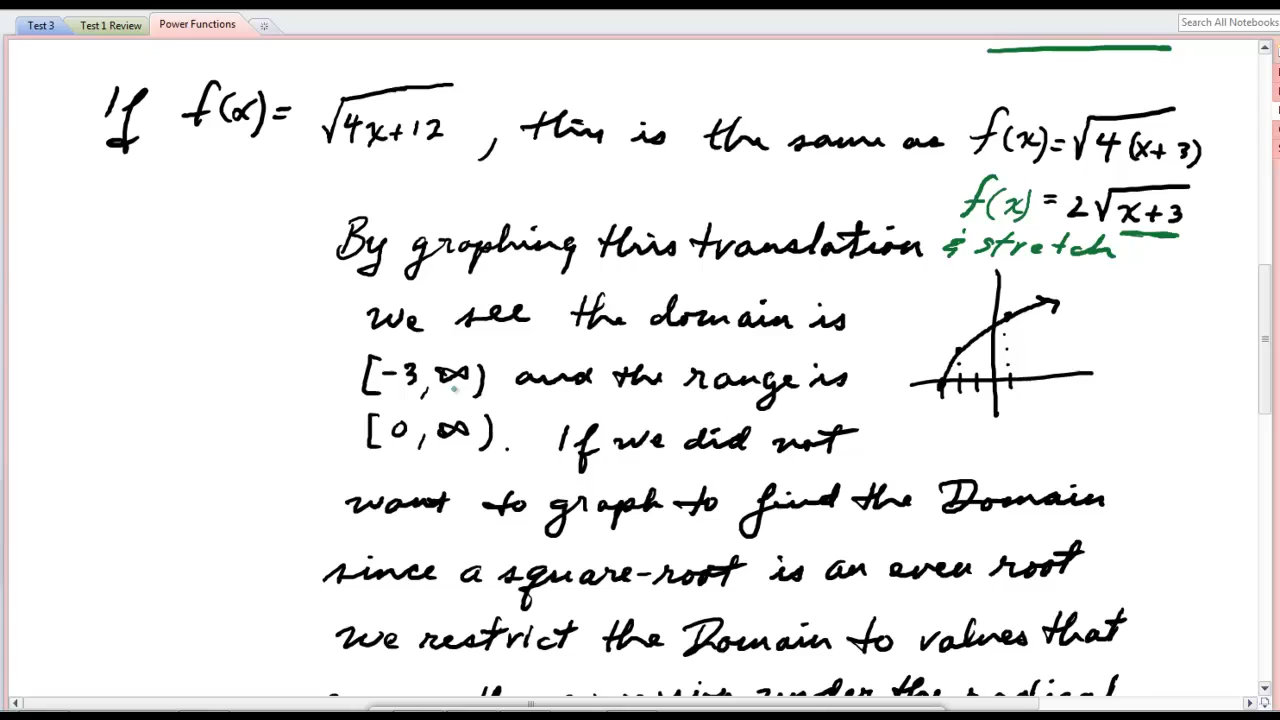 Test 3 Test 1 Review Power Functions
Search All Notebooks
If f(x) = √4x+12 , this is the same as f(x)=√4(x+3)
f(x) = 2√x+3
By graphing this translation & stretch
we see the domain is
[-3,∞) and the range is
[0,∞). If we did not
want to graph to find the Domain
since a square-root is an even root
we restrict the Domain to values that
under the radical